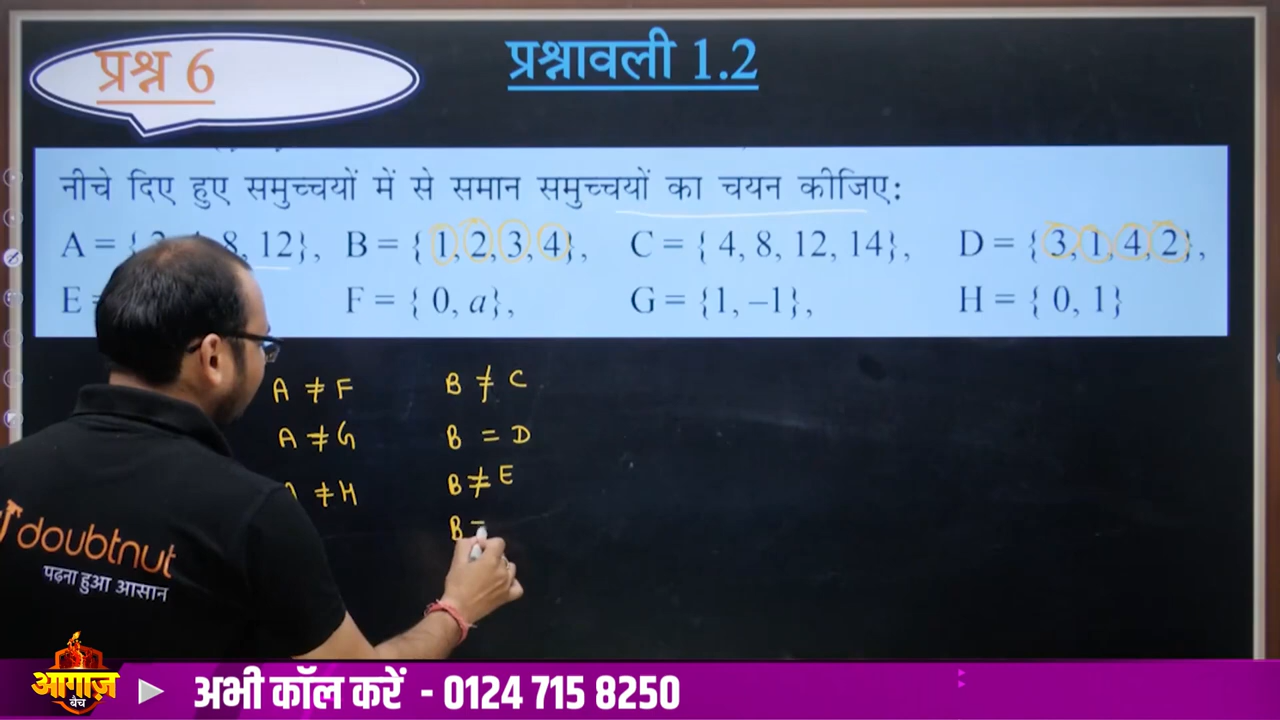 प्रश्न 6
प्रश्नावली 1.2
नीचे दिए हुए समुच्चयों में से समान समुच्चयों का चयन कीजिए:
A = { 8, 12}, B = {1, 2, 3, 4}, C = { 4, 8, 12, 14}, D = {3, 1, 4, 2},
E = F = { 0, a}, G = {1, –1}, H = { 0, 1}
A ≠ F B ≠ C
A ≠ G B = D
≠ H B ≠ E
B
doubtnut
पढ़ना हुआ आसान
आगाज़
बैच
अभी कॉल करें - 0124 715 8250